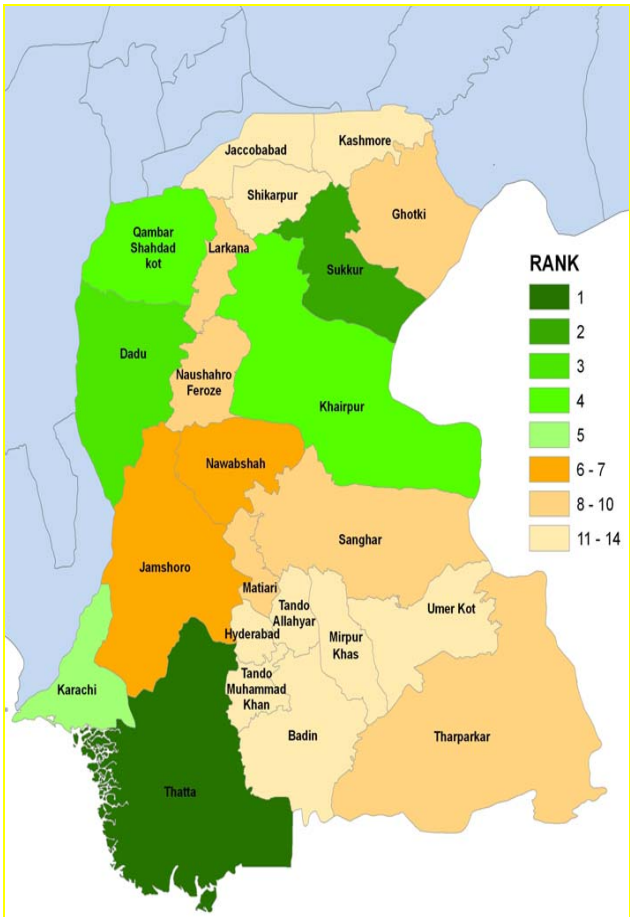 Jaccobabad
Kashmore
Shikarpur
Ghotki
Qambar
Shahdad
kot
Larkana
Sukkur
Dadu
Naushahro
Feroze
Khairpur
Nawabshah
Sanghar
Jamshoro
Matiari
Tando
Allahyar
Umer Kot
Hyderabad
Mirpur
Khas
Karachi
Tando
Muhammad
Khan
Badin
Tharparkar
Thatta
RANK
1
2
3
4
5
6 - 7
8 - 10
11 - 14